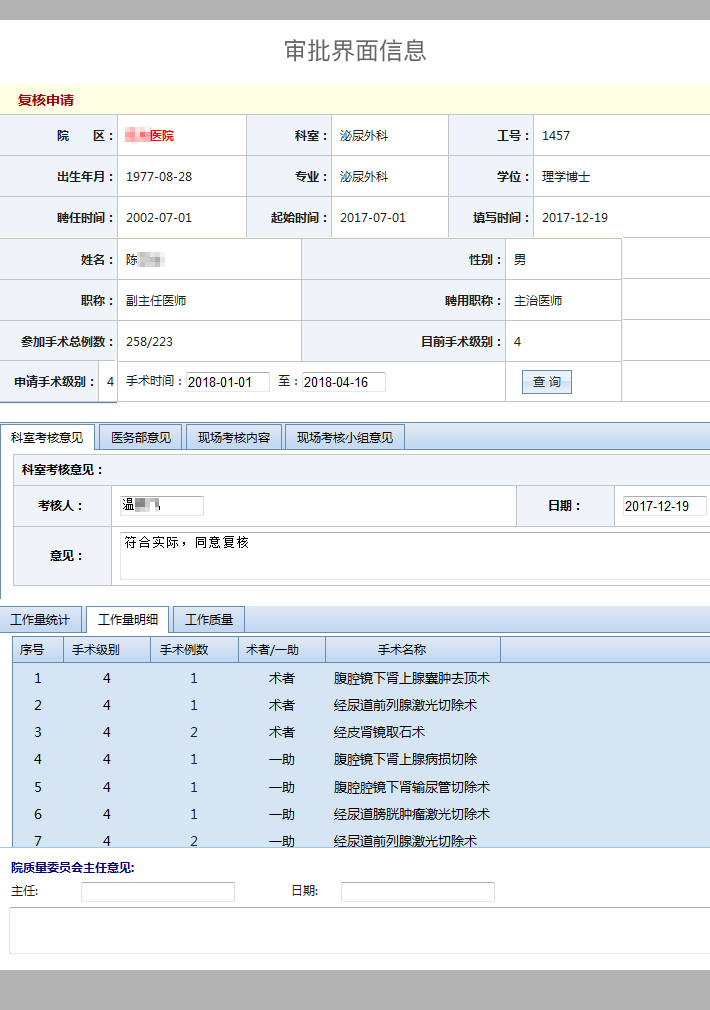 审批界面信息
复核申请
院 区： 医院 科室： 泌尿外科 工号： 1457
出生年月： 1977-08-28 专业： 泌尿外科 学位： 理学博士
聘任时间： 2002-07-01 起始时间： 2017-07-01 填写时间： 2017-12-19
姓名： 陈 性别： 男
职称： 副主任医师 聘用职称： 主治医师
参加手术总例数： 258/223 目前手术级别： 4
申请手术级别： 4 手术时间： 2018-01-01 至： 2018-04-16 查 询
科室考核意见 医务部意见 现场考核内容 现场考核小组意见
科室考核意见：
考核人： 温 日期： 2017-12-19
意见： 符合实际，同意复核
工作量统计 工作量明细 工作质量
序号 手术级别 手术例数 术者/一助 手术名称
1 4 1 术者 腹腔镜下肾上腺囊肿去顶术
2 4 1 术者 经尿道前列腺激光切除术
3 4 2 术者 经皮肾镜取石术
4 4 1 一助 腹腔镜下肾上腺病损切除
5 4 1 一助 腹腔腔镜下肾输尿管切除术
6 4 1 一助 经尿道膀胱肿瘤激光切除术
7 4 2 一助 经尿道前列腺激光切除术
院质量委员会主任意见:
主任: 日期: